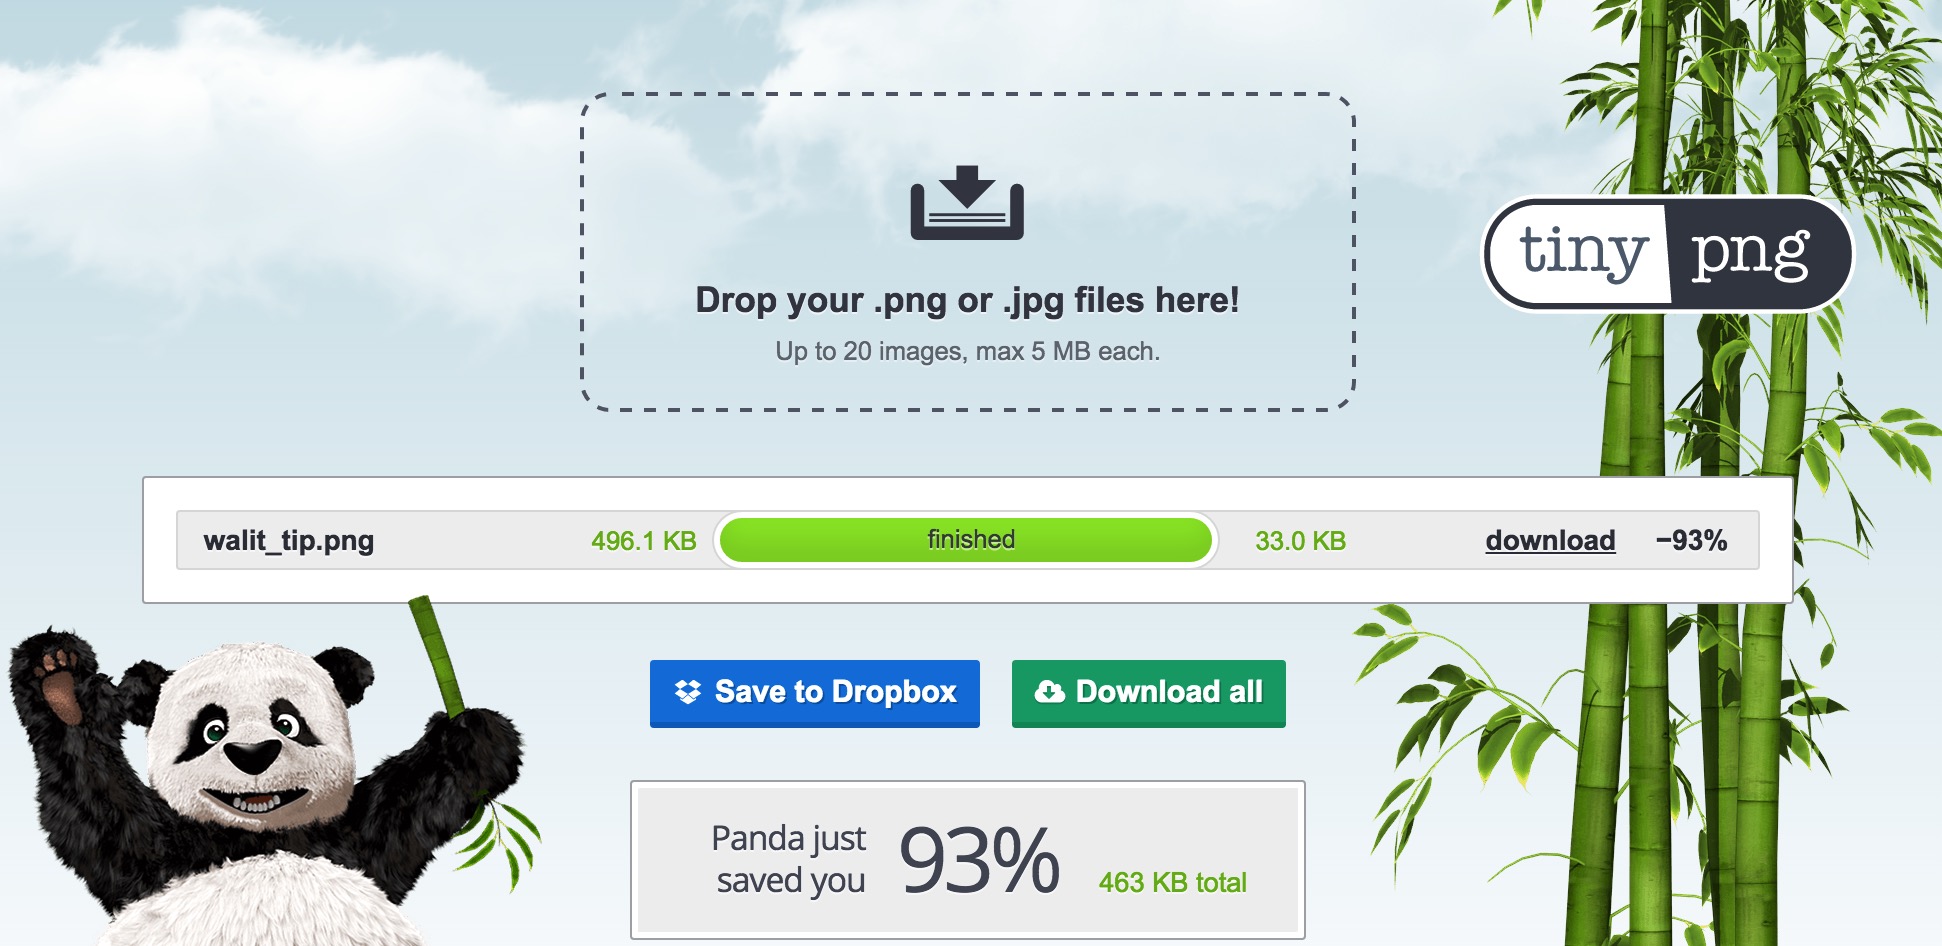 Drop your .png or .jpg files here!
Up to 20 images, max 5 MB each.
tiny png
walit_tip.png 496.1 KB finished 33.0 KB download −93%
Save to Dropbox Download all
Panda just
saved you 93% 463 KB total